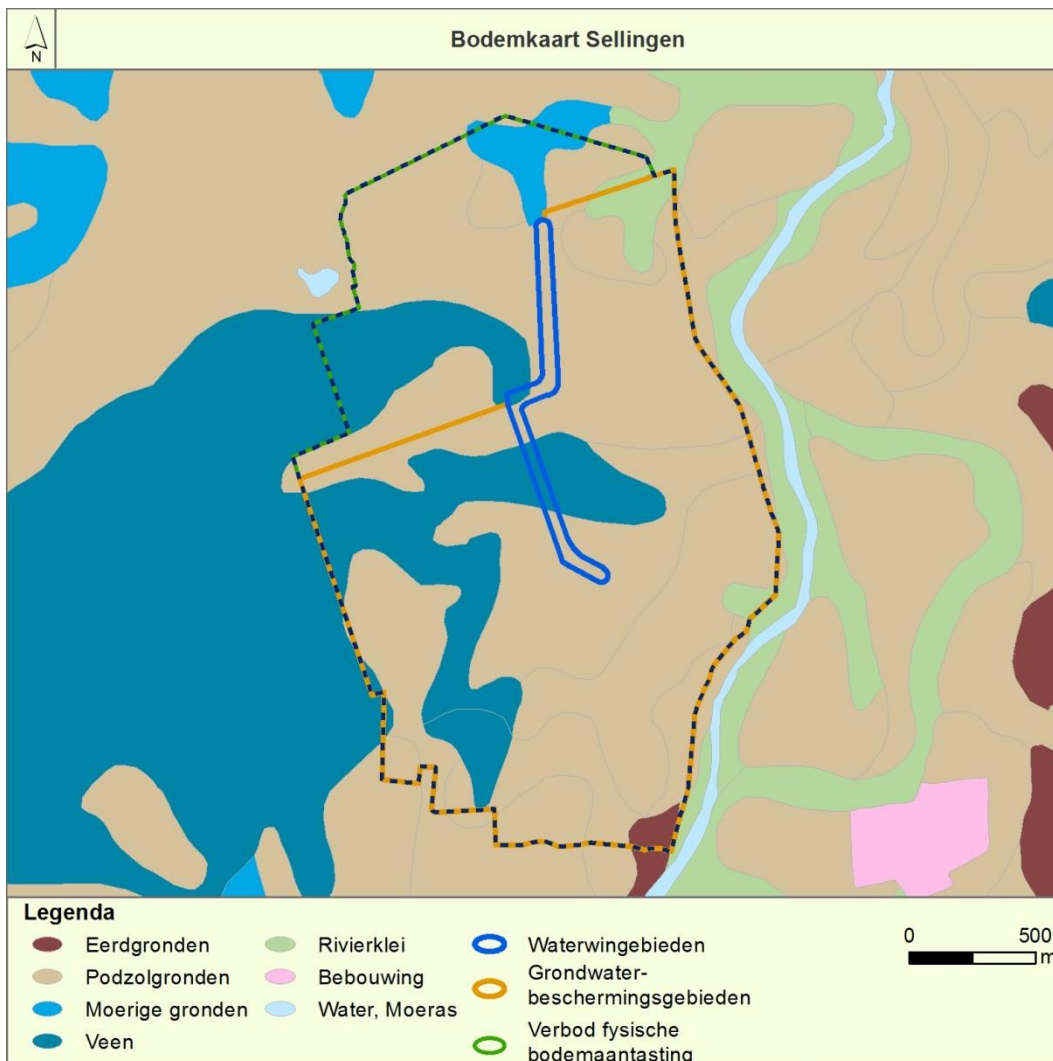 N
Bodemkaart Sellingen
Legenda
Eerdgronden
Podzolgronden
Moerige gronden
Veen
Rivierklei
Bebouwing
Water, Moeras
Waterwingebieden
Grondwater-
beschermingsgebieden
Verbod fysische
bodemaantasting
0 500
m